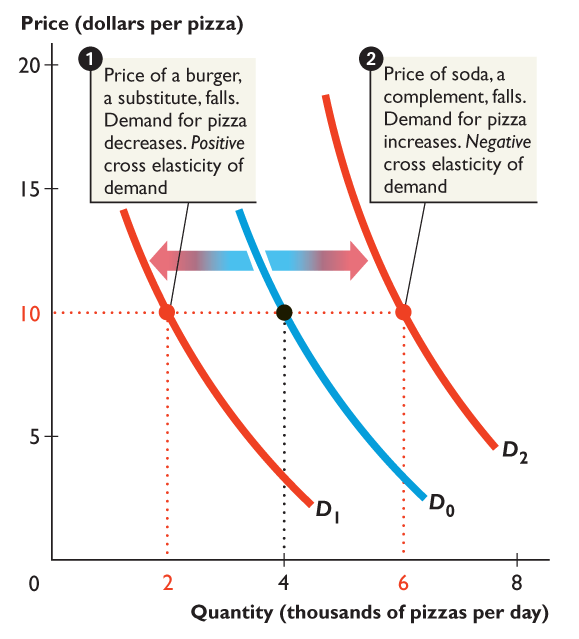 Price (dollars per pizza)
20
1
Price of a burger,
a substitute, falls.
Demand for pizza
decreases. Positive
cross elasticity of
demand
2
Price of soda, a
complement, falls.
Demand for pizza
increases. Negative
cross elasticity of
demand
15
10
5
D2
D0
D1
0
2
4
6
8
Quantity (thousands of pizzas per day)